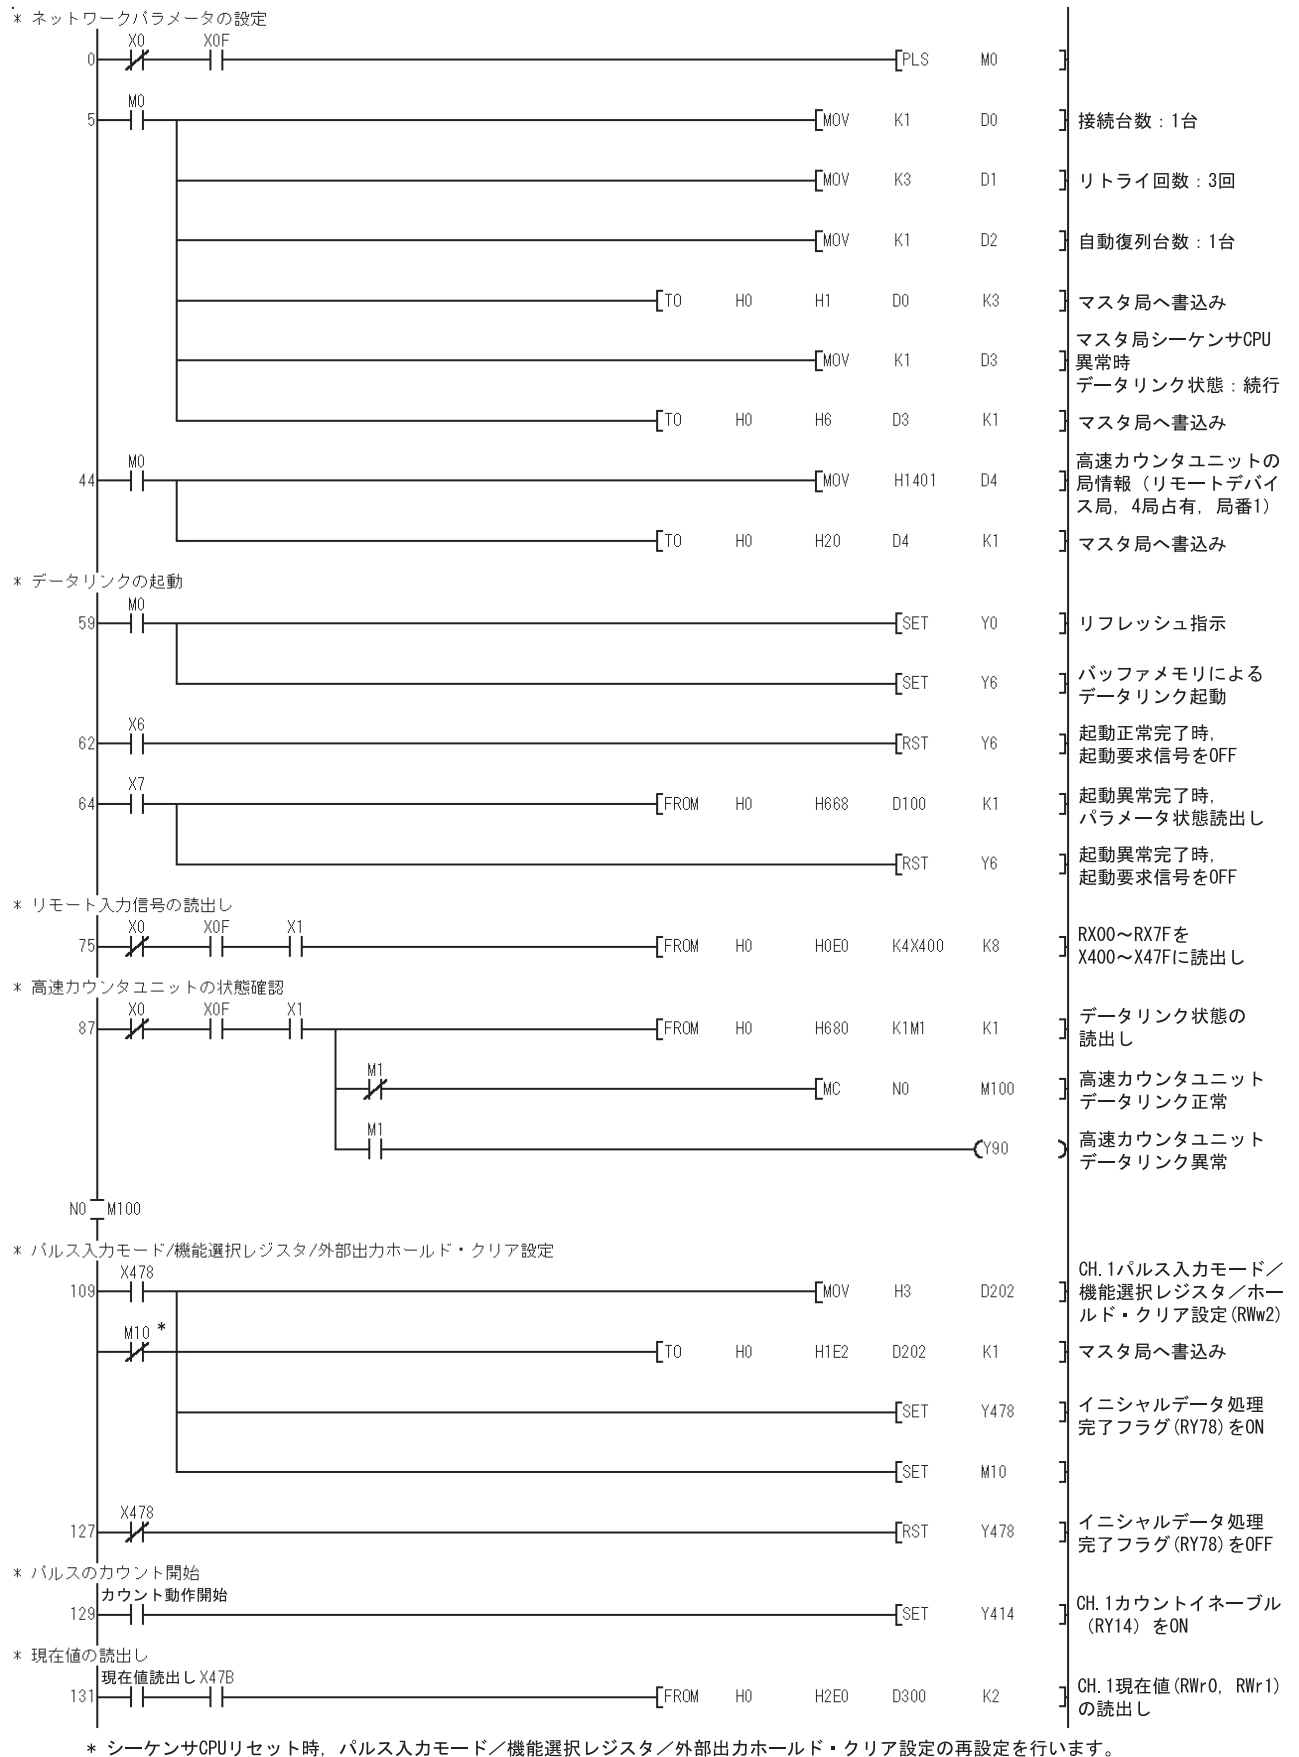 * ネットワークパラメータの設定
X0 X0F
0 [PLS M0 ]
M0
5 [MOV K1 D0 ] 接続台数：1台
[MOV K3 D1 ] リトライ回数：3回
[MOV K1 D2 ] 自動復列台数：1台
[TO H0 H1 D0 K3 ] マスタ局へ書込み
[MOV K1 D3 ] マスタ局シーケンサCPU
異常時
データリンク状態：続行
[TO H0 H6 D3 K1 ] マスタ局へ書込み
M0
44 [MOV H1401 D4 ] 高速カウンタユニットの
局情報（リモートデバイ
ス局，4局占有，局番1）
[TO H0 H20 D4 K1 ] マスタ局へ書込み
* データリンクの起動
M0
59 [SET Y0 ] リフレッシュ指示
[SET Y6 ] バッファメモリによる
データリンク起動
X6
62 [RST Y6 ] 起動正常完了時，
起動要求信号をOFF
X7
64 [FROM H0 H668 D100 K1 ] 起動異常完了時，
パラメータ状態読出し
[RST Y6 ] 起動異常完了時，
起動要求信号をOFF
* リモート入力信号の読出し
X0 X0F X1
75 [FROM H0 H0E0 K4X400 K8 ] RX00～RX7Fを
X400～X47Fに読出し
* 高速カウンタユニットの状態確認
X0 X0F X1
87 [FROM H0 H680 K1M1 K1 ] データリンク状態の
読出し
M1
[MC N0 M100 ] 高速カウンタユニット
データリンク正常
M1
(Y90 ) 高速カウンタユニット
データリンク異常
N0 M100
* パルス入力モード/機能選択レジスタ/外部出力ホールド・クリア設定
X478
109 [MOV H3 D202 ] CH.1パルス入力モード／
機能選択レジスタ／ホー
ルド・クリア設定(RWw2)
M10 *
[TO H0 H1E2 D202 K1 ] マスタ局へ書込み
[SET Y478 ] イニシャルデータ処理
完了フラグ(RY78)をON
[SET M10 ]
X478
127 [RST Y478 ] イニシャルデータ処理
完了フラグ(RY78)をOFF
* パルスのカウント開始
カウント動作開始
129 [SET Y414 ] CH.1カウントイネーブル
（RY14）をON
* 現在値の読出し
現在値読出し X47B
131 [FROM H0 H2E0 D300 K2 ] CH.1現在値(RWr0, RWr1)
の読出し
* シーケンサCPUリセット時，パルス入力モード／機能選択レジスタ／外部出力ホールド・クリア設定の再設定を行います。